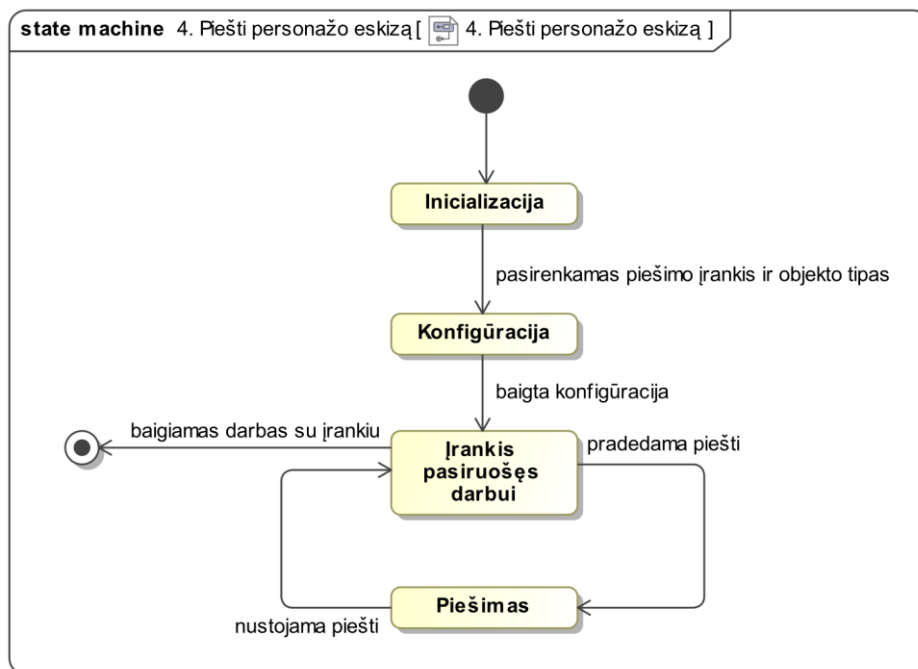 state machine 4. Piešti personažo eskizą [ 4. Piešti personažo eskizą ]
Inicializacija
pasirenkamas piešimo įrankis ir objekto tipas
Konfigūracija
baigta konfigūracija
baigiamas darbas su įrankiu
Įrankis
pasiruošęs
darbui
pradedama piešti
Piešimas
nustojama piešti